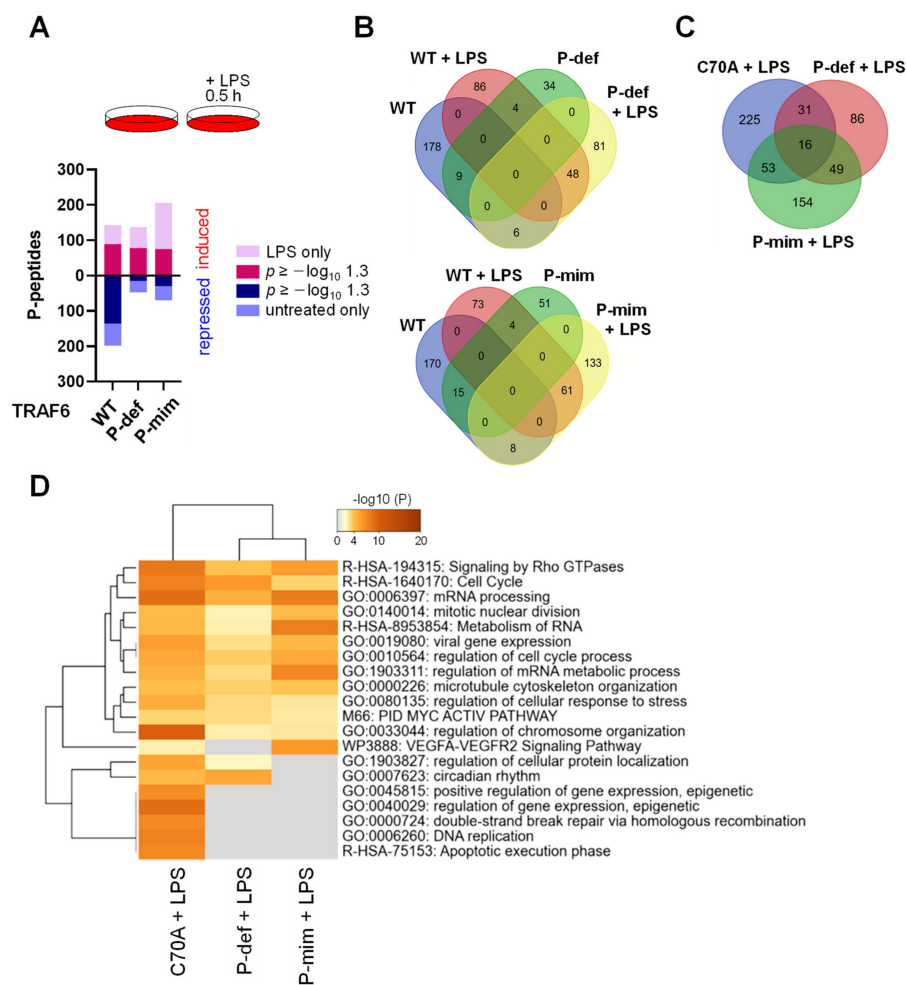 A
+ LPS
0.5 h
300
200
100
0
100
200
300
P-peptides
repressed induced
LPS only
p ≥ −log10 1.3
p ≥ −log10 1.3
untreated only
TRAF6
WT
P-def
P-mim
B
WT + LPS
P-def
WT
P-def
+ LPS
86
34
0
4
0
178
0
0
81
9
0
48
0
0
6
WT + LPS
P-mim
WT
P-mim
+ LPS
73
51
0
4
0
170
0
0
133
15
0
61
0
0
8
C
C70A + LPS
P-def + LPS
225
31
86
16
53
49
154
P-mim + LPS
D
-log10 (P)
0
4
10
20
R-HSA-194315: Signaling by Rho GTPases
R-HSA-1640170: Cell Cycle
GO:0006397: mRNA processing
GO:0140014: mitotic nuclear division
R-HSA-8953854: Metabolism of RNA
GO:0019080: viral gene expression
GO:0010564: regulation of cell cycle process
GO:1903311: regulation of mRNA metabolic process
GO:0000226: microtubule cytoskeleton organization
GO:0080135: regulation of cellular response to stress
M66: PID MYC ACTIV PATHWAY
GO:0033044: regulation of chromosome organization
WP3888: VEGFA-VEGFR2 Signaling Pathway
GO:1903827: regulation of cellular protein localization
GO:0007623: circadian rhythm
GO:0045815: positive regulation of gene expression, epigenetic
GO:0040029: regulation of gene expression, epigenetic
GO:0000724: double-strand break repair via homologous recombination
GO:0006260: DNA replication
R-HSA-75153: Apoptotic execution phase
C70A + LPS
P-def + LPS
P-mim + LPS